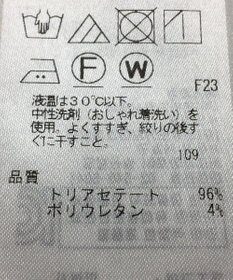 F W
F23
液温は30℃以下。
中性洗剤(おしゃれ着洗い)を
使用。よくすすぎ、絞りの後す
ぐに干すこと。
109
品質
トリアセテート 96%
ポリウレタン 4%